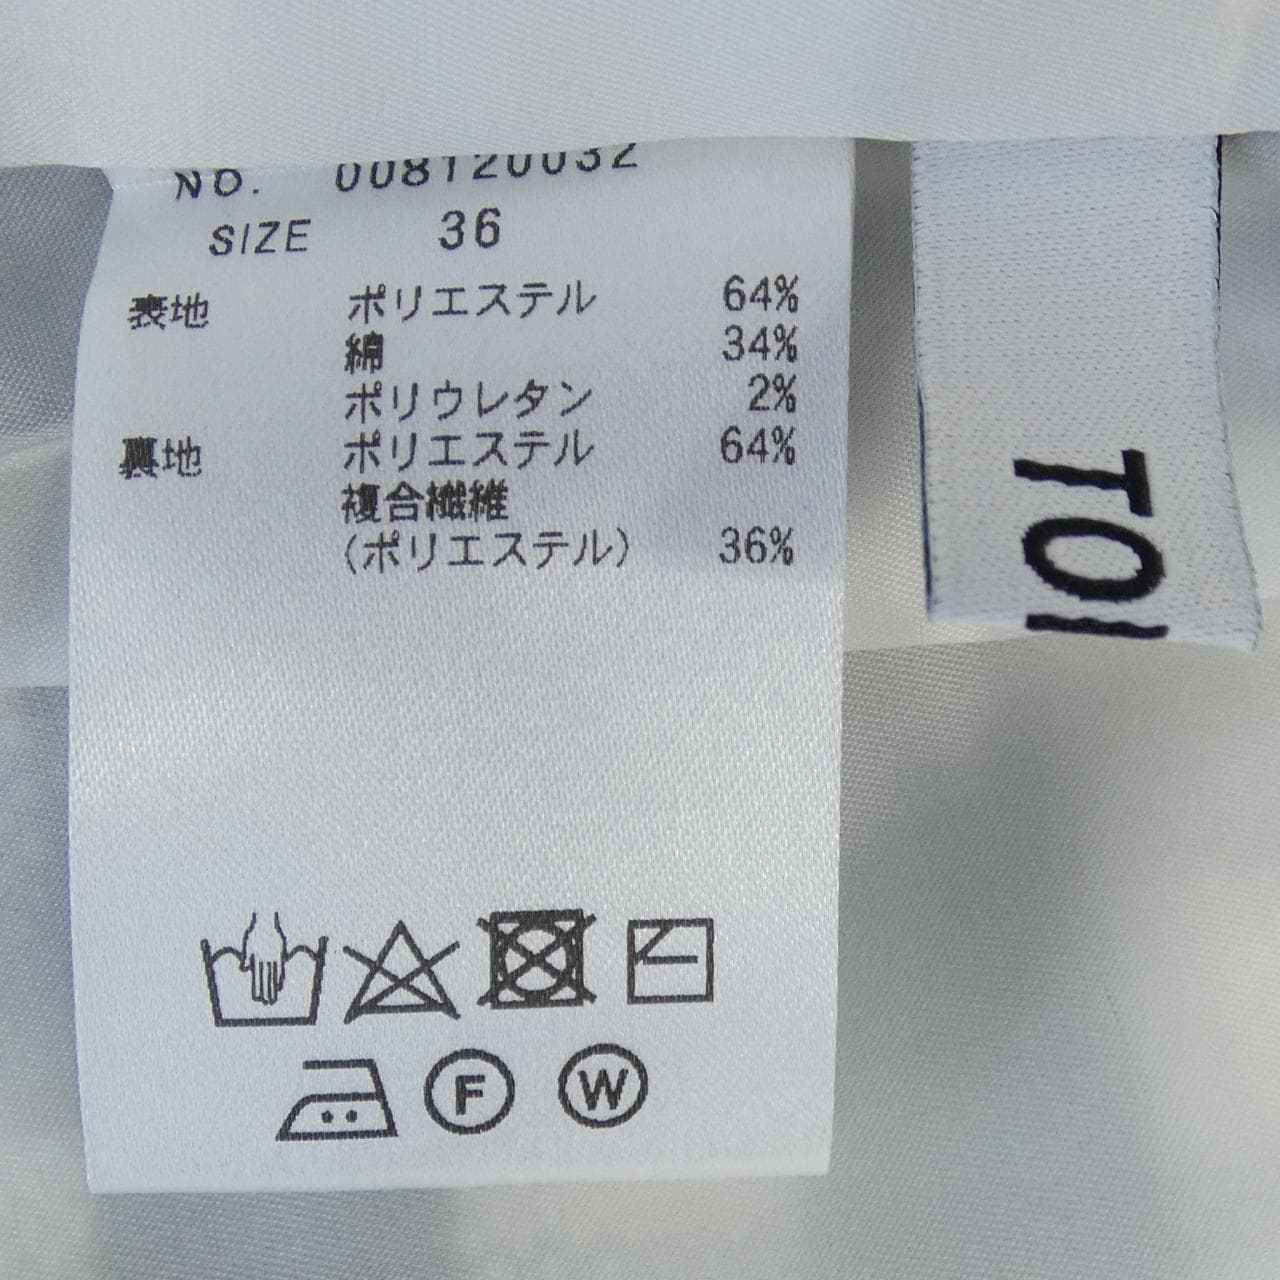 NO. 008120032
SIZE 36
表地 ポリエステル 64%
綿 34%
ポリウレタン 2%
裏地 ポリエステル 64%
複合繊維
(ポリエステル) 36%
F W
TO